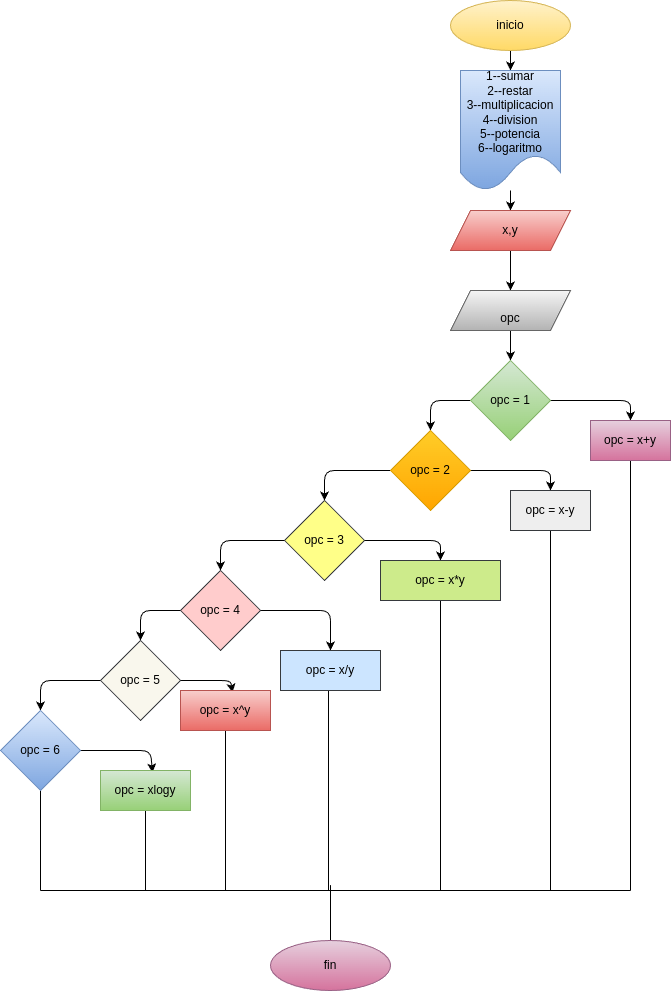 inicio
1--sumar
2--restar
3--multiplicacion
4--division
5--potencia
6--logaritmo
x,y
opc
opc = 1
opc = x+y
opc = 2
opc = x-y
opc = 3
opc = x*y
opc = 4
opc = x/y
opc = 5
opc = x^y
opc = 6
opc = xlogy
fin